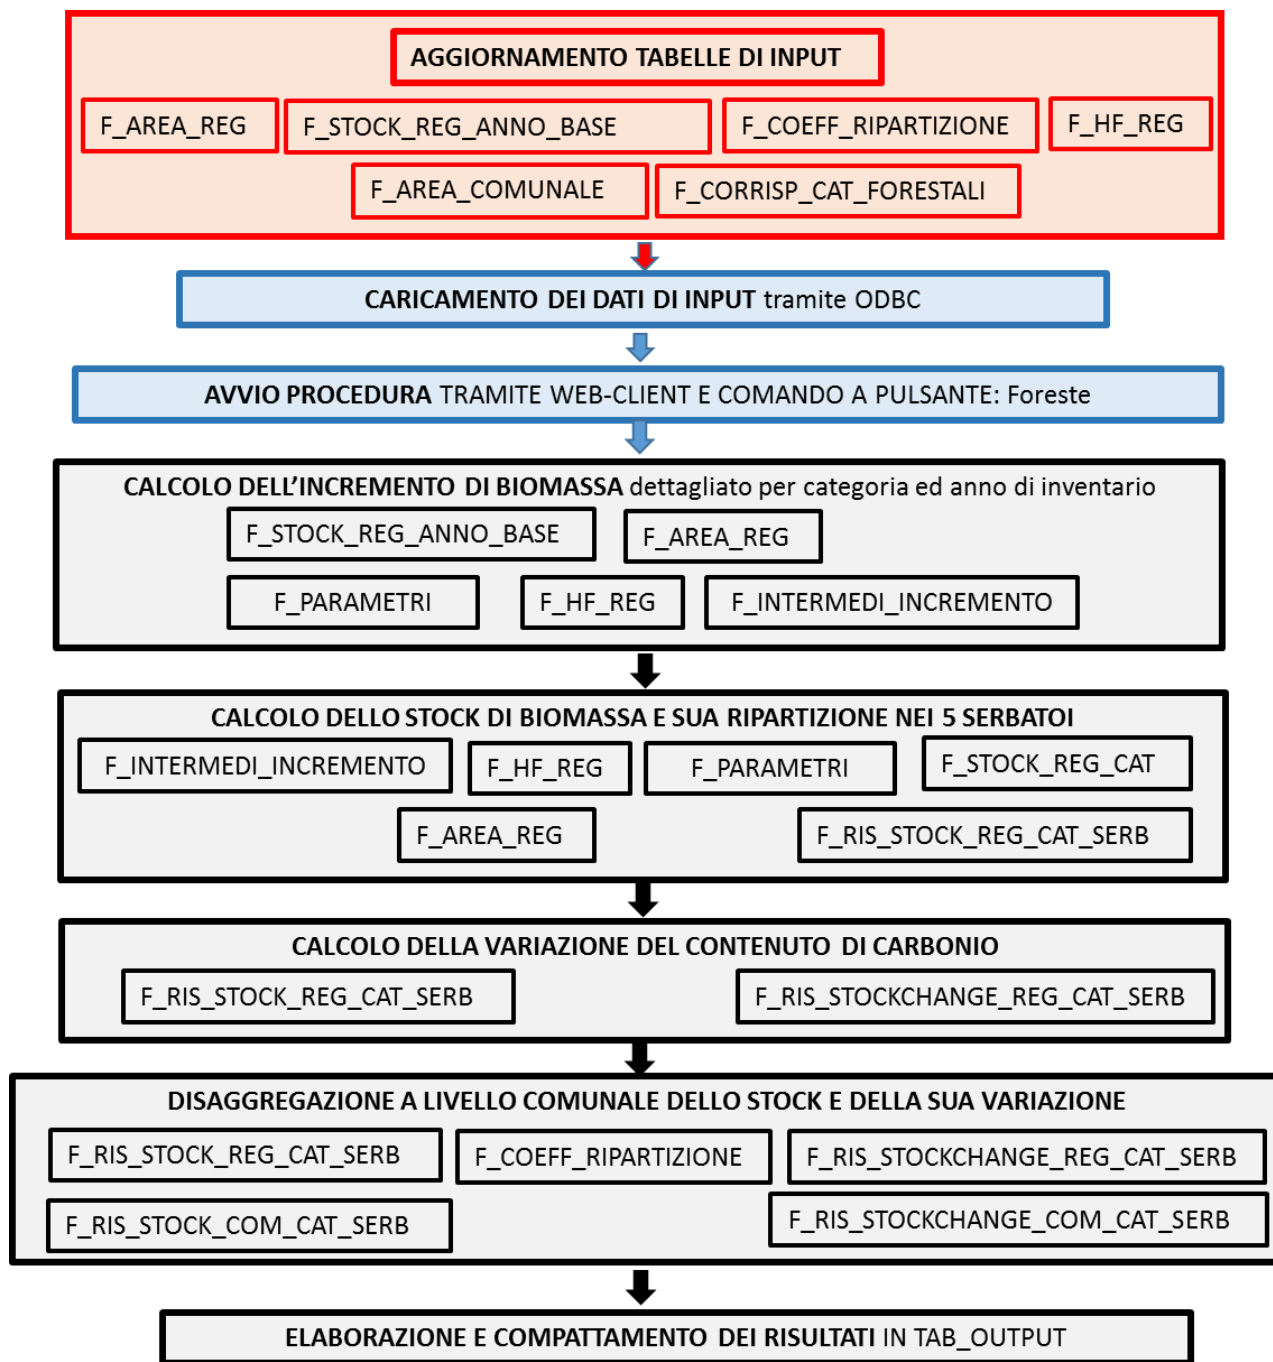 AGGIORNAMENTO TABELLE DI INPUT
F_AREA_REG
F_STOCK_REG_ANNO_BASE
F_COEFF_RIPARTIZIONE
F_HF_REG
F_AREA_COMUNALE
F_CORRISP_CAT_FORESTALI
CARICAMENTO DEI DATI DI INPUT tramite ODBC
AVVIO PROCEDURA TRAMITE WEB-CLIENT E COMANDO A PULSANTE: Foreste
CALCOLO DELL'INCREMENTO DI BIOMASSA dettagliato per categoria ed anno di inventario
F_STOCK_REG_ANNO_BASE
F_AREA_REG
F_PARAMETRI
F_HF_REG
F_INTERMEDI_INCREMENTO
CALCOLO DELLO STOCK DI BIOMASSA E SUA RIPARTIZIONE NEI 5 SERBATOI
F_INTERMEDI_INCREMENTO
F_HF_REG
F_PARAMETRI
F_STOCK_REG_CAT
F_AREA_REG
F_RIS_STOCK_REG_CAT_SERB
CALCOLO DELLA VARIAZIONE DEL CONTENUTO DI CARBONIO
F_RIS_STOCK_REG_CAT_SERB
F_RIS_STOCKCHANGE_REG_CAT_SERB
DISAGGREGAZIONE A LIVELLO COMUNALE DELLO STOCK E DELLA SUA VARIAZIONE
F_RIS_STOCK_REG_CAT_SERB
F_COEFF_RIPARTIZIONE
F_RIS_STOCKCHANGE_REG_CAT_SERB
F_RIS_STOCK_COM_CAT_SERB
F_RIS_STOCKCHANGE_COM_CAT_SERB
ELABORAZIONE E COMPATTAMENTO DEI RISULTATI IN TAB_OUTPUT